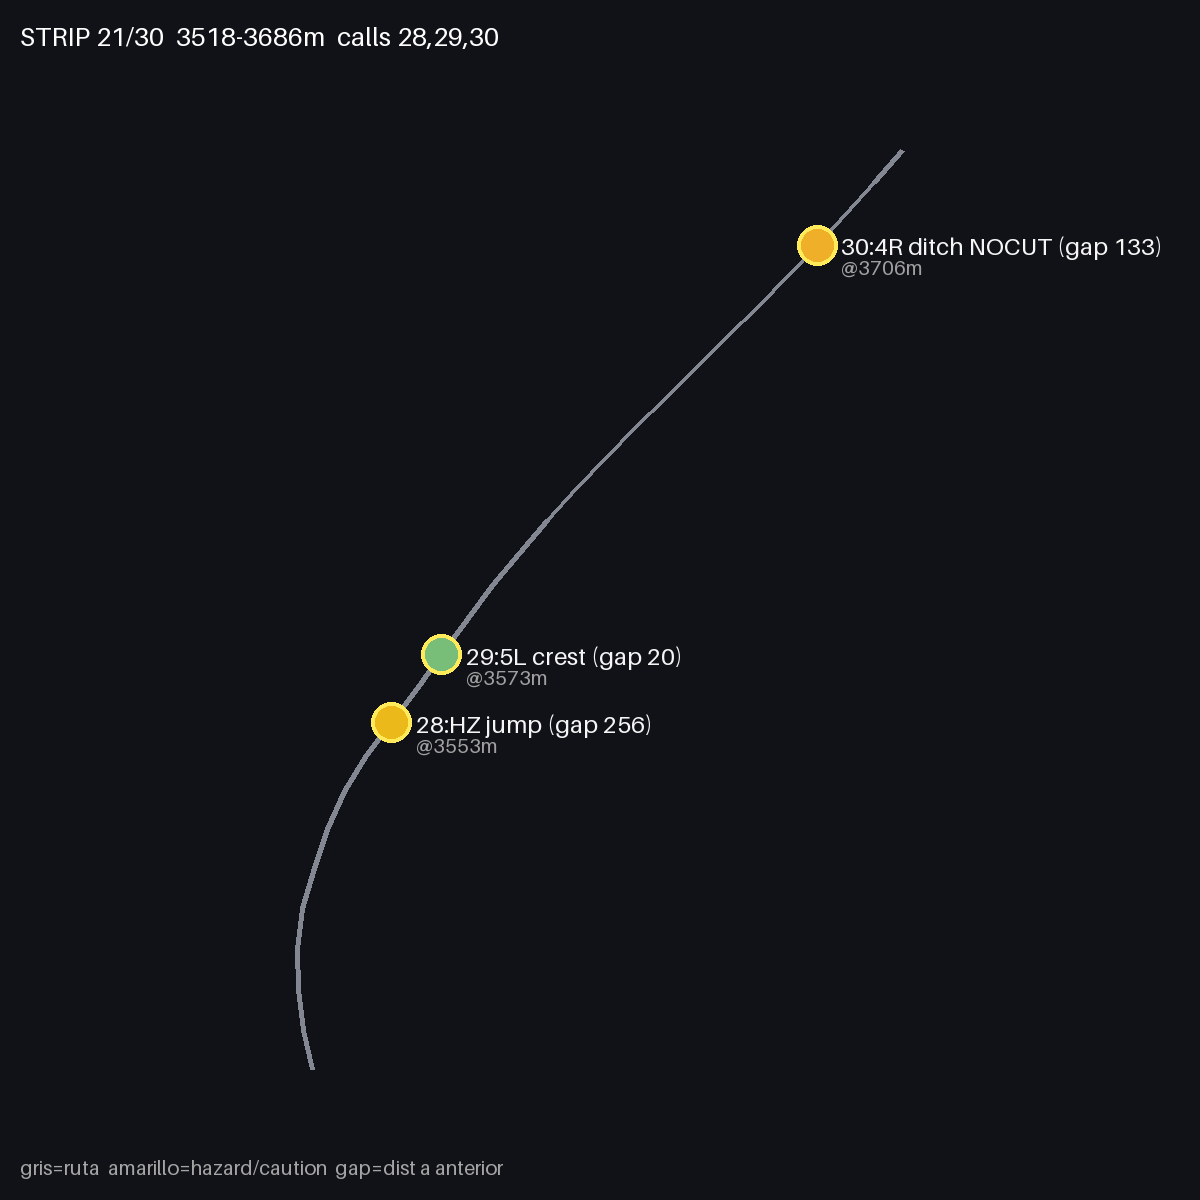 STRIP 21/30  3518-3686m  calls 28,29,30
30:4R ditch NOCUT (gap 133)
@3706m
29:5L crest (gap 20)
@3573m
28:HZ jump (gap 256)
@3553m
gris=ruta  amarillo=hazard/caution  gap=dist a anterior